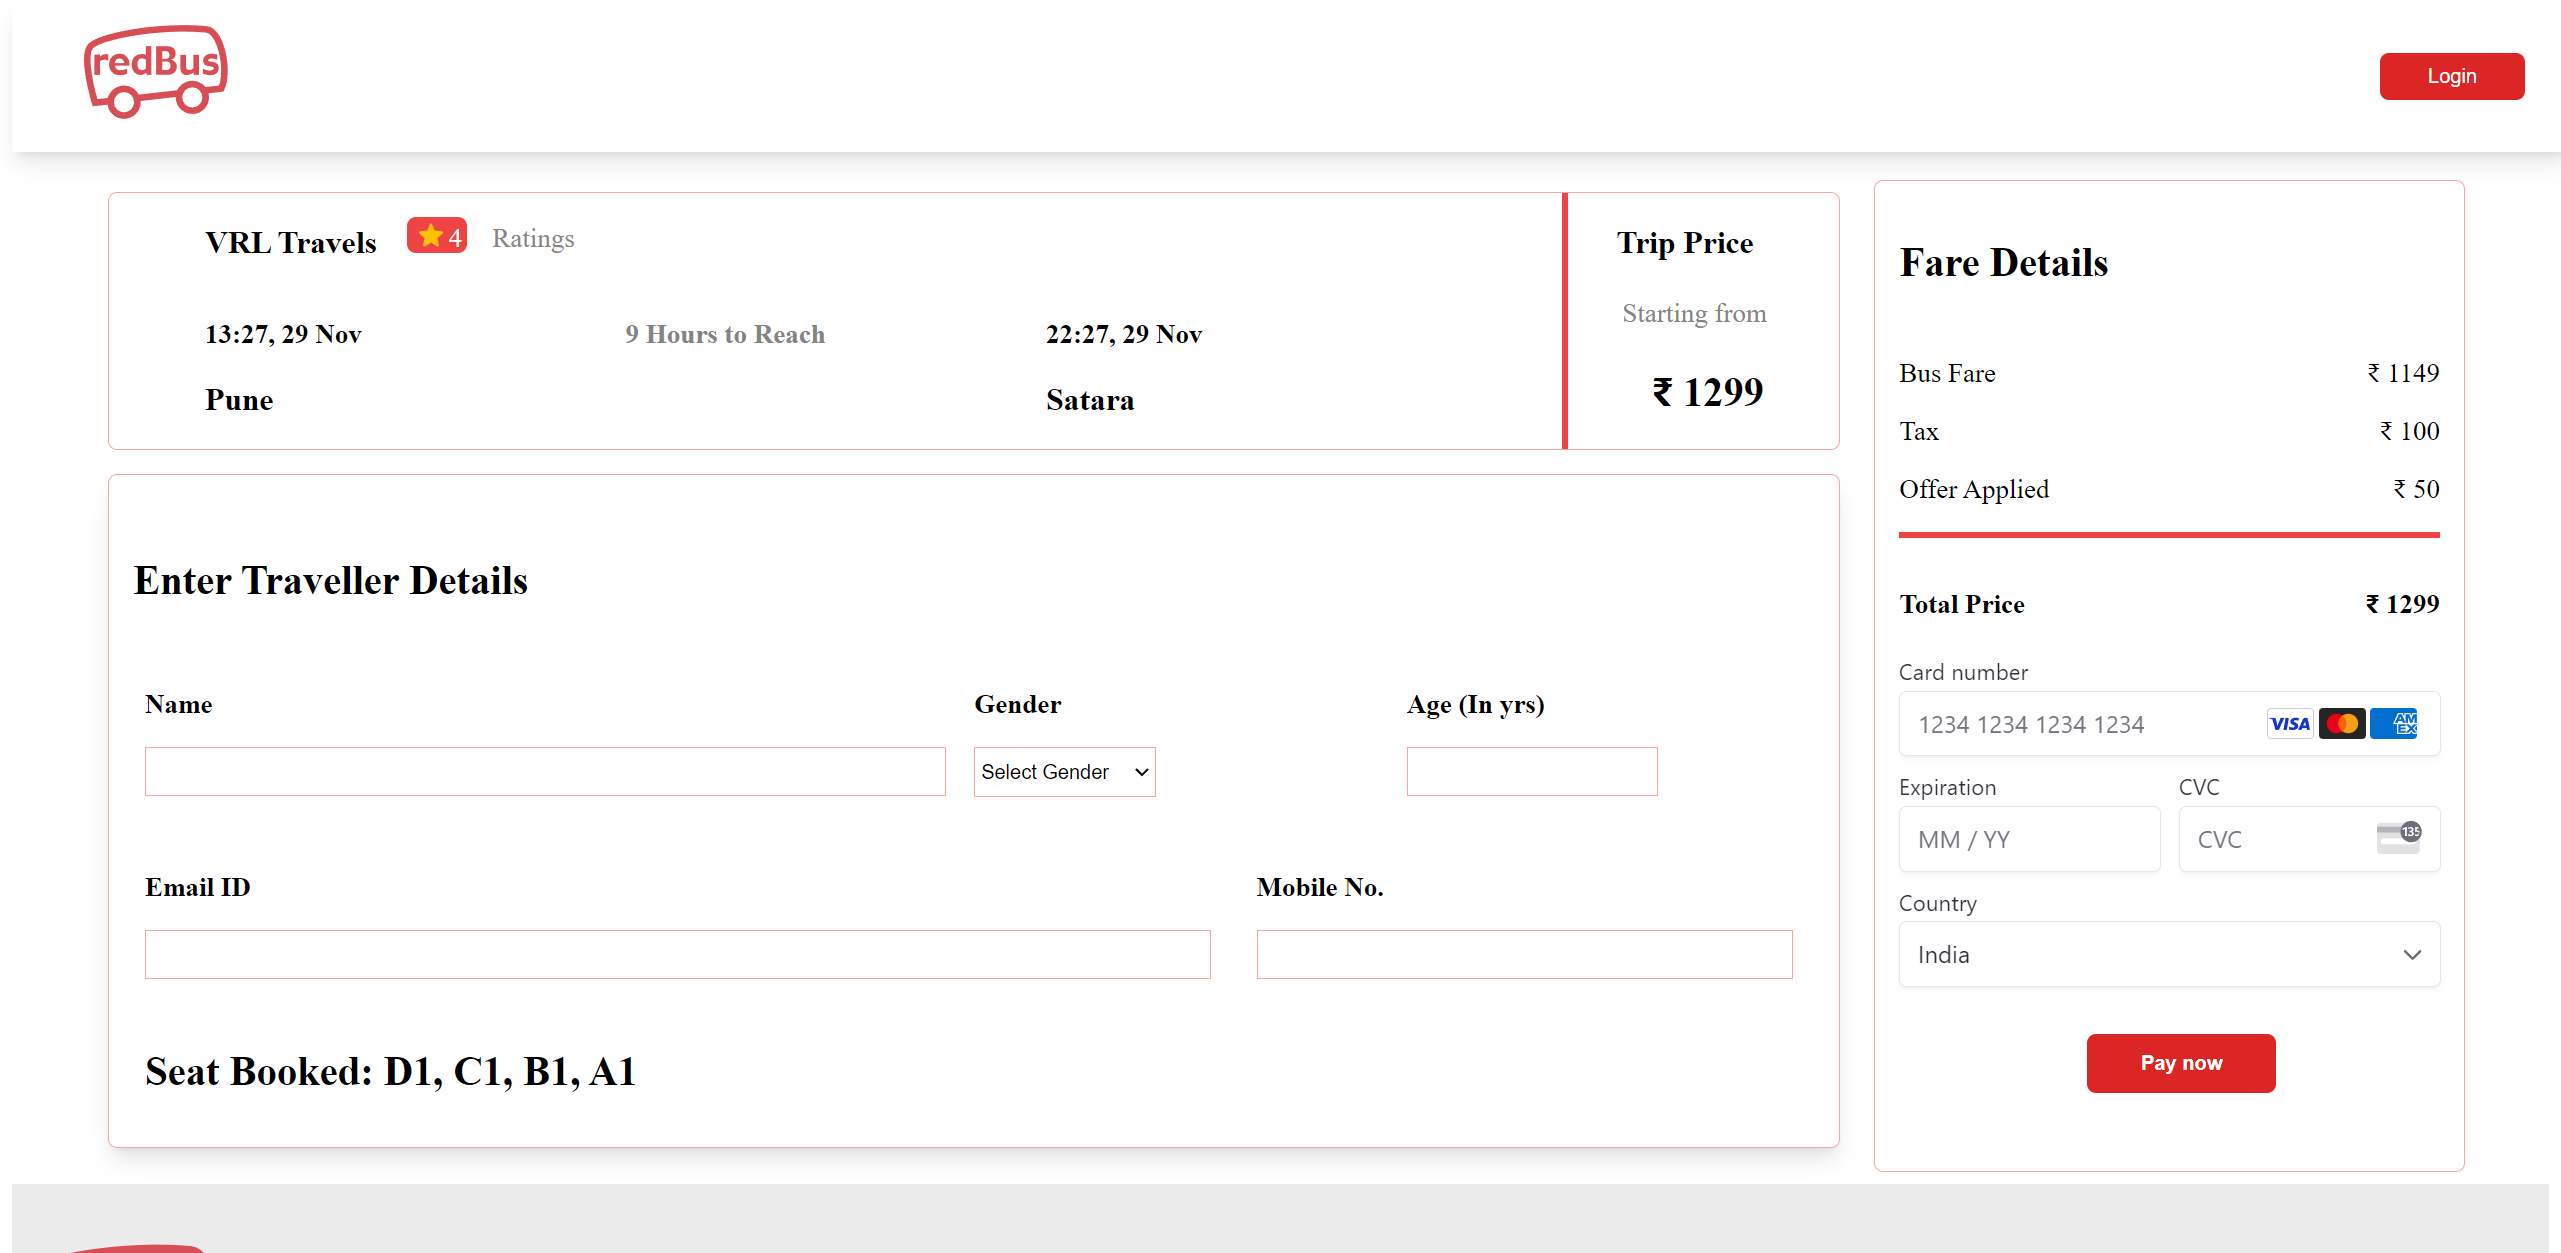 redBus
Login
VRL Travels 4 Ratings
13:27, 29 Nov 9 Hours to Reach 22:27, 29 Nov
Pune Satara
Trip Price
Starting from
₹ 1299
Enter Traveller Details
Name Gender Age (In yrs)
Select Gender
Email ID Mobile No.
Seat Booked: D1, C1, B1, A1
Fare Details
Bus Fare ₹ 1149
Tax ₹ 100
Offer Applied ₹ 50
Total Price ₹ 1299
Card number
1234 1234 1234 1234 VISA AMEX
Expiration CVC
MM / YY CVC 135
Country
India
Pay now